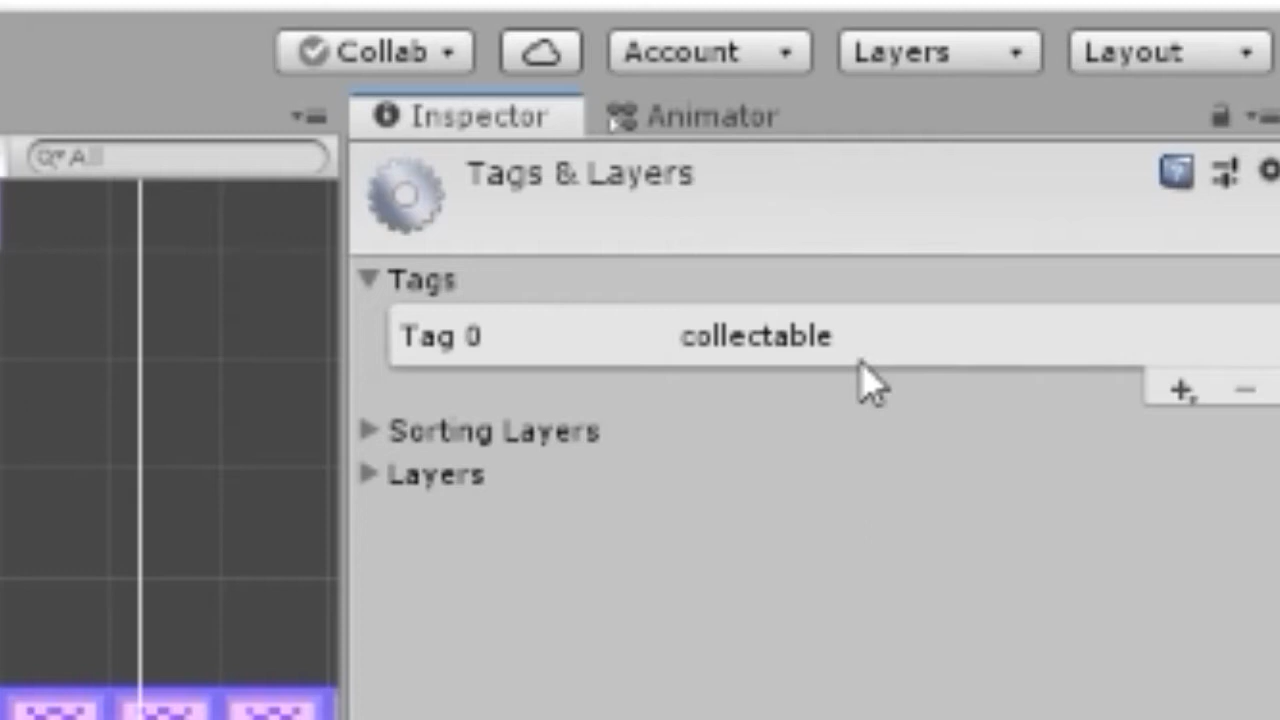 Collab Account Layers Layout
Inspector Animator
All
Tags & Layers
Tags
Tag 0 collectable
Sorting Layers
Layers